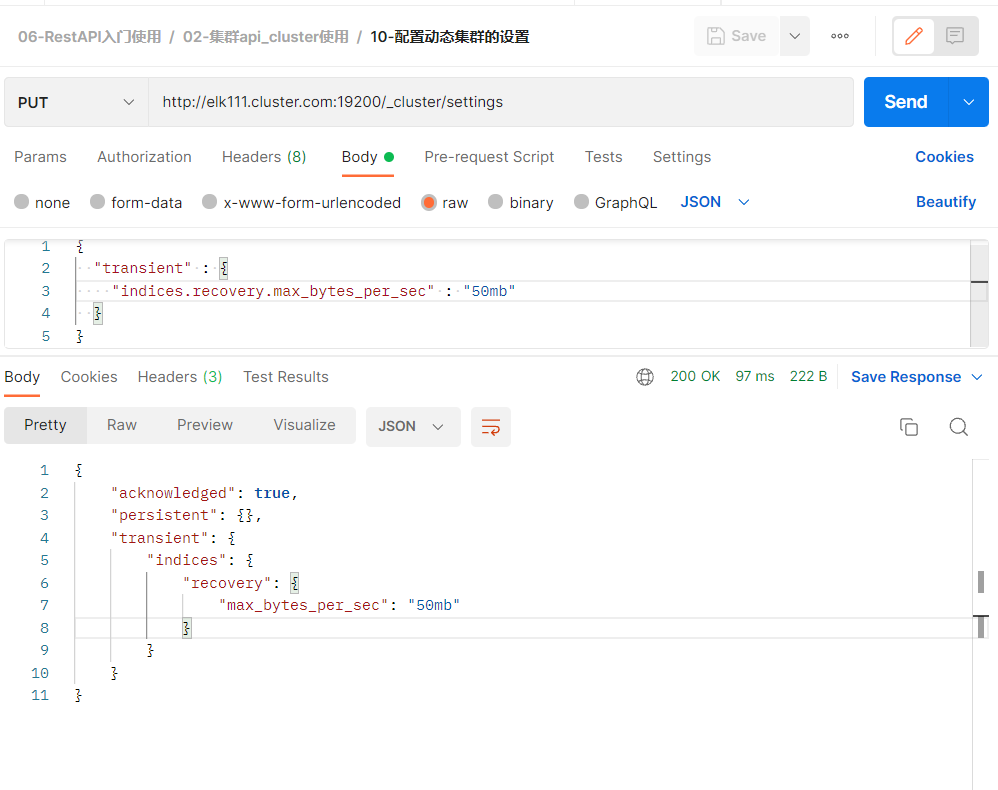 06-RestAPI入门使用 / 02-集群api_cluster使用 / 10-配置动态集群的设置 Save
PUT http://elk111.cluster.com:19200/_cluster/settings Send
Params Authorization Headers (8) Body Pre-request Script Tests Settings Cookies
none form-data x-www-form-urlencoded raw binary GraphQL JSON Beautify
1 {
2 "transient" : {
3 "indices.recovery.max_bytes_per_sec" : "50mb"
4 }
5 }
Body Cookies Headers (3) Test Results 200 OK 97 ms 222 B Save Response
Pretty Raw Preview Visualize JSON
1 {
2 "acknowledged": true,
3 "persistent": {},
4 "transient": {
5 "indices": {
6 "recovery": {
7 "max_bytes_per_sec": "50mb"
8 }
9 }
10 }
11 }